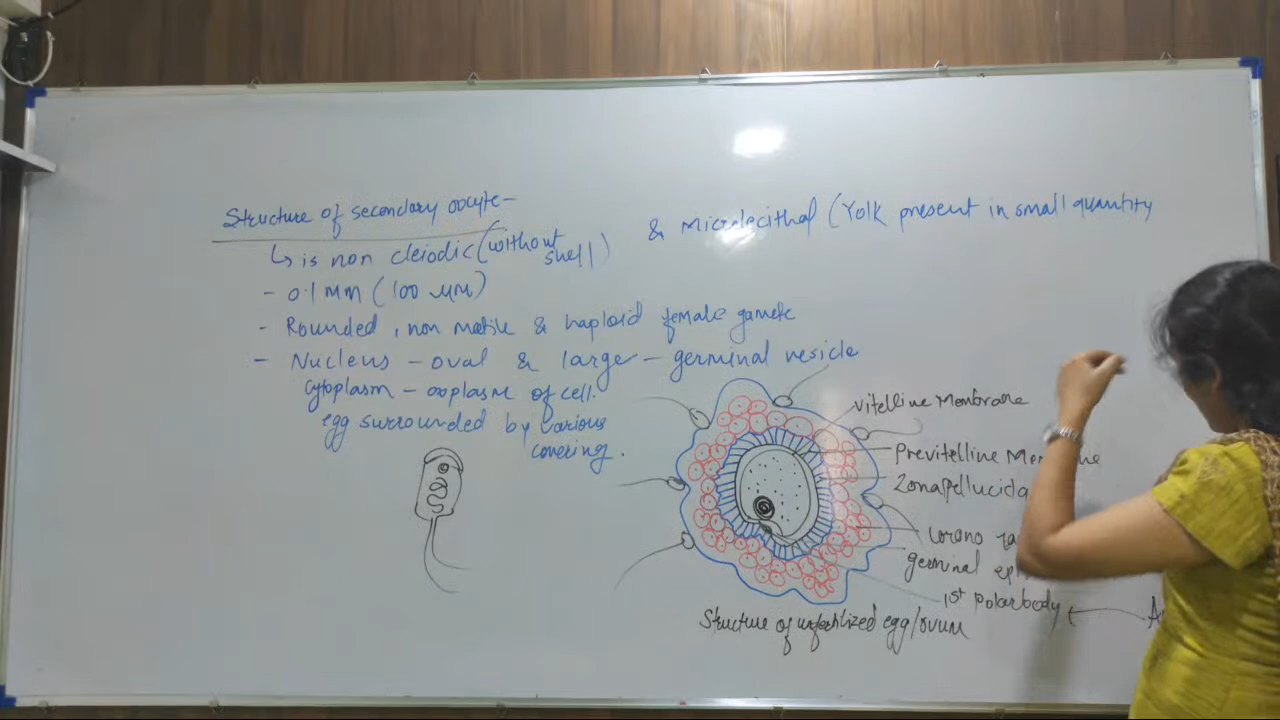 Structure of secondary oocyte -
↳ is non cleiodic (without shell) & microlecithal (Yolk present in small quantity
- 0.1 mm (100 µm)
- Rounded, non motile & haploid female gamete
- Nucleus - oval & large - germinal vesicle
Cytoplasm - ooplasm of cell.
egg surrounded by various covering.
vitelline Membrane
Previtelline Membrane
Zonapellucida
corono
germinal
1st Polarbody ←
Structure of unfertilized egg/ovum